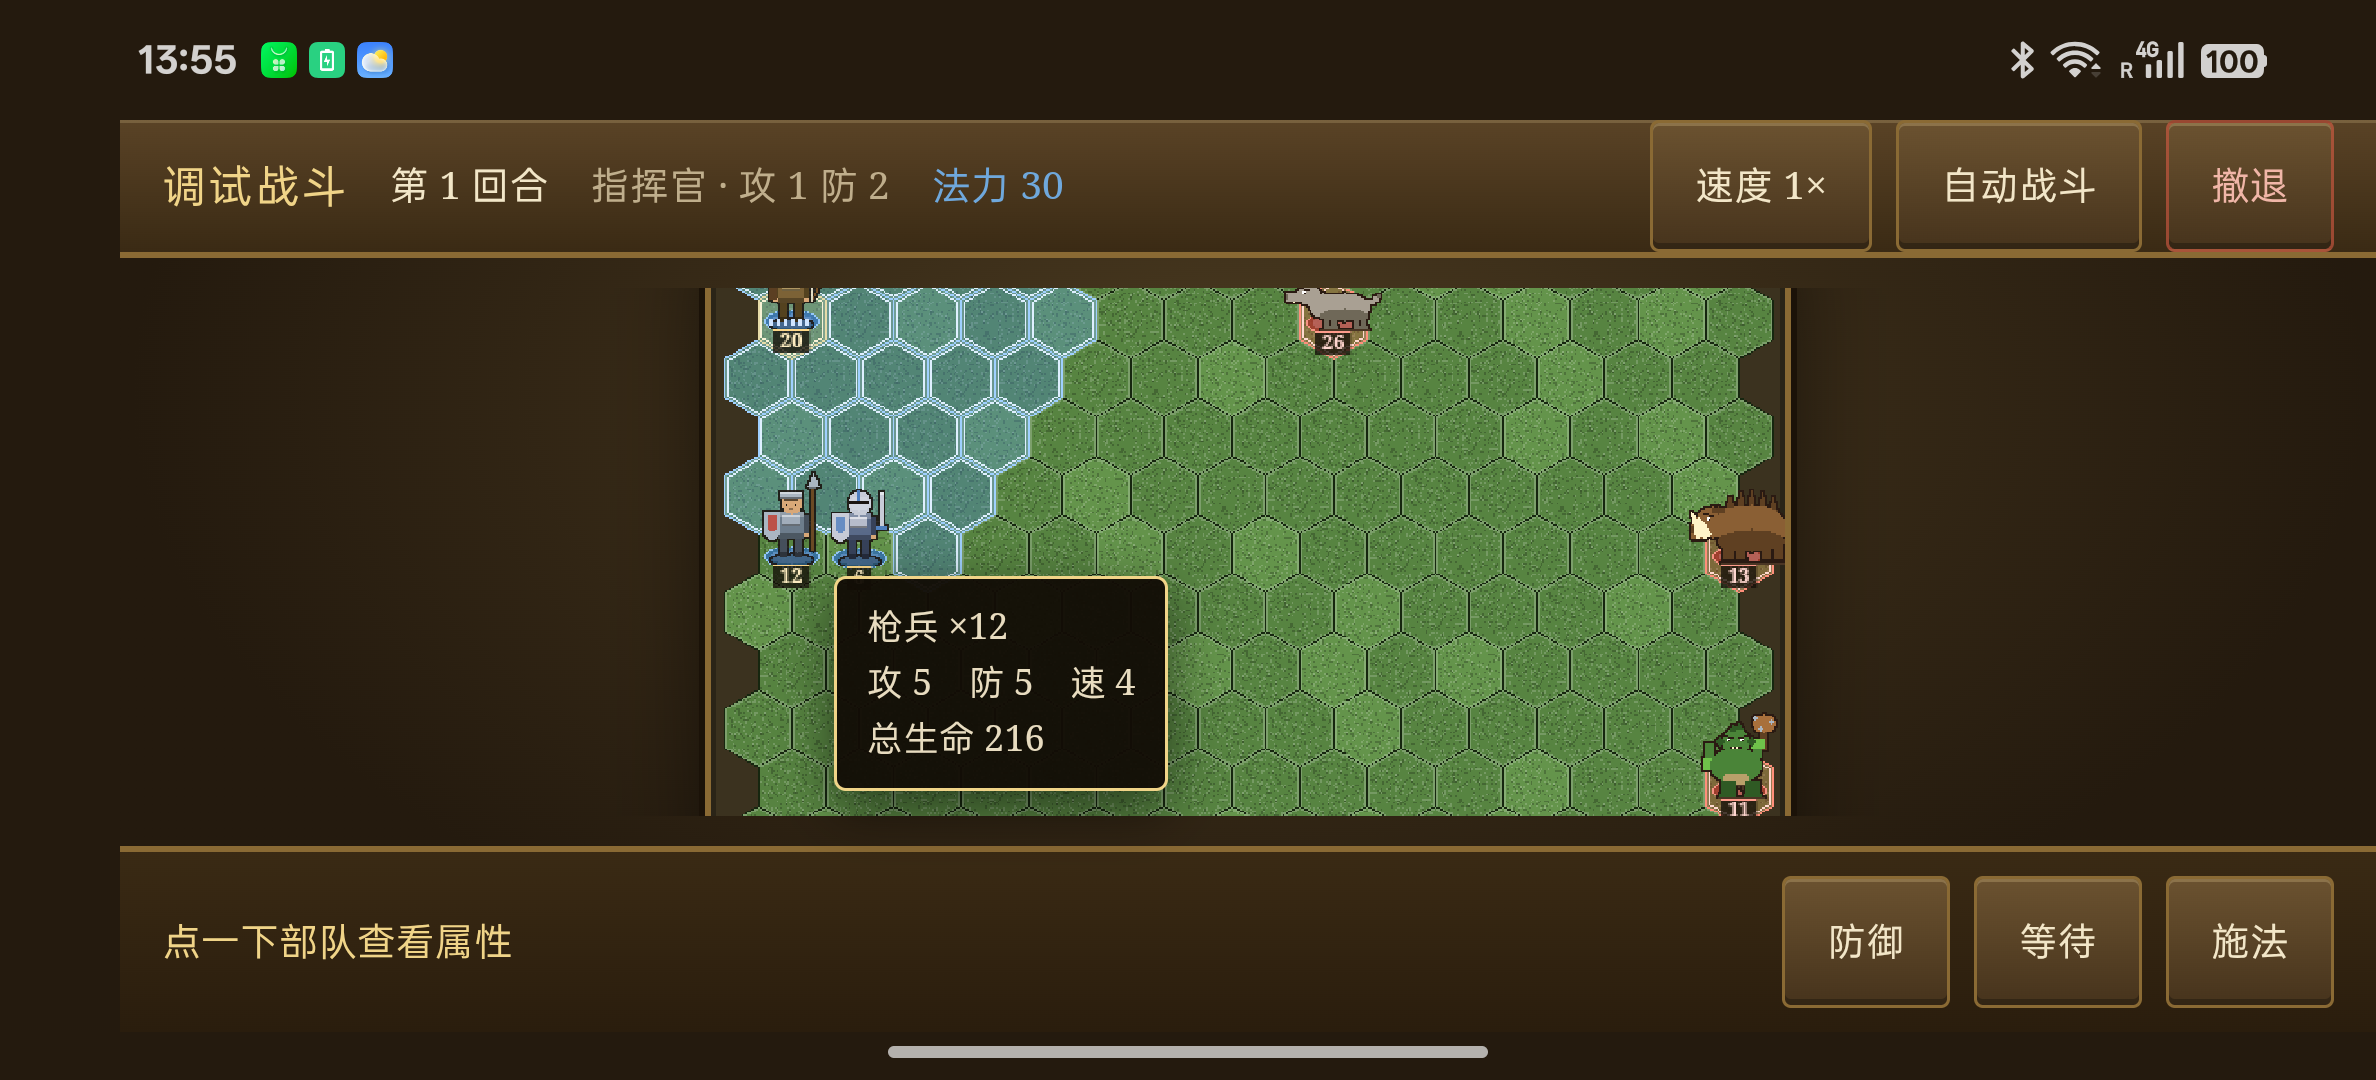 13:55
4G
R
100
调试战斗 第 1 回合 指挥官 · 攻 1 防 2 法力 30
速度 1× 自动战斗 撤退
20
26
12
13
枪兵 ×12
攻 5 防 5 速 4
总生命 216
11
点一下部队查看属性
防御 等待 施法